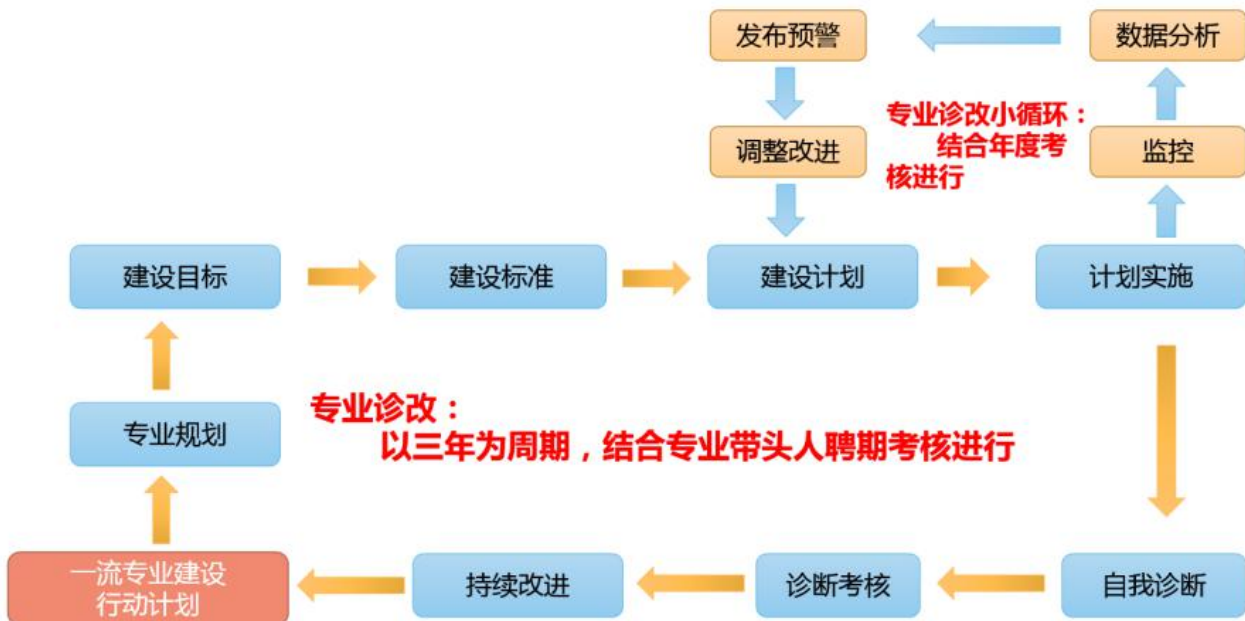 发布预警
数据分析
专业诊改小循环：
结合年度考
核进行
调整改进
监控
建设目标
建设标准
建设计划
计划实施
专业规划
专业诊改：
以三年为周期，结合专业带头人聘期考核进行
一流专业建设
行动计划
持续改进
诊断考核
自我诊断